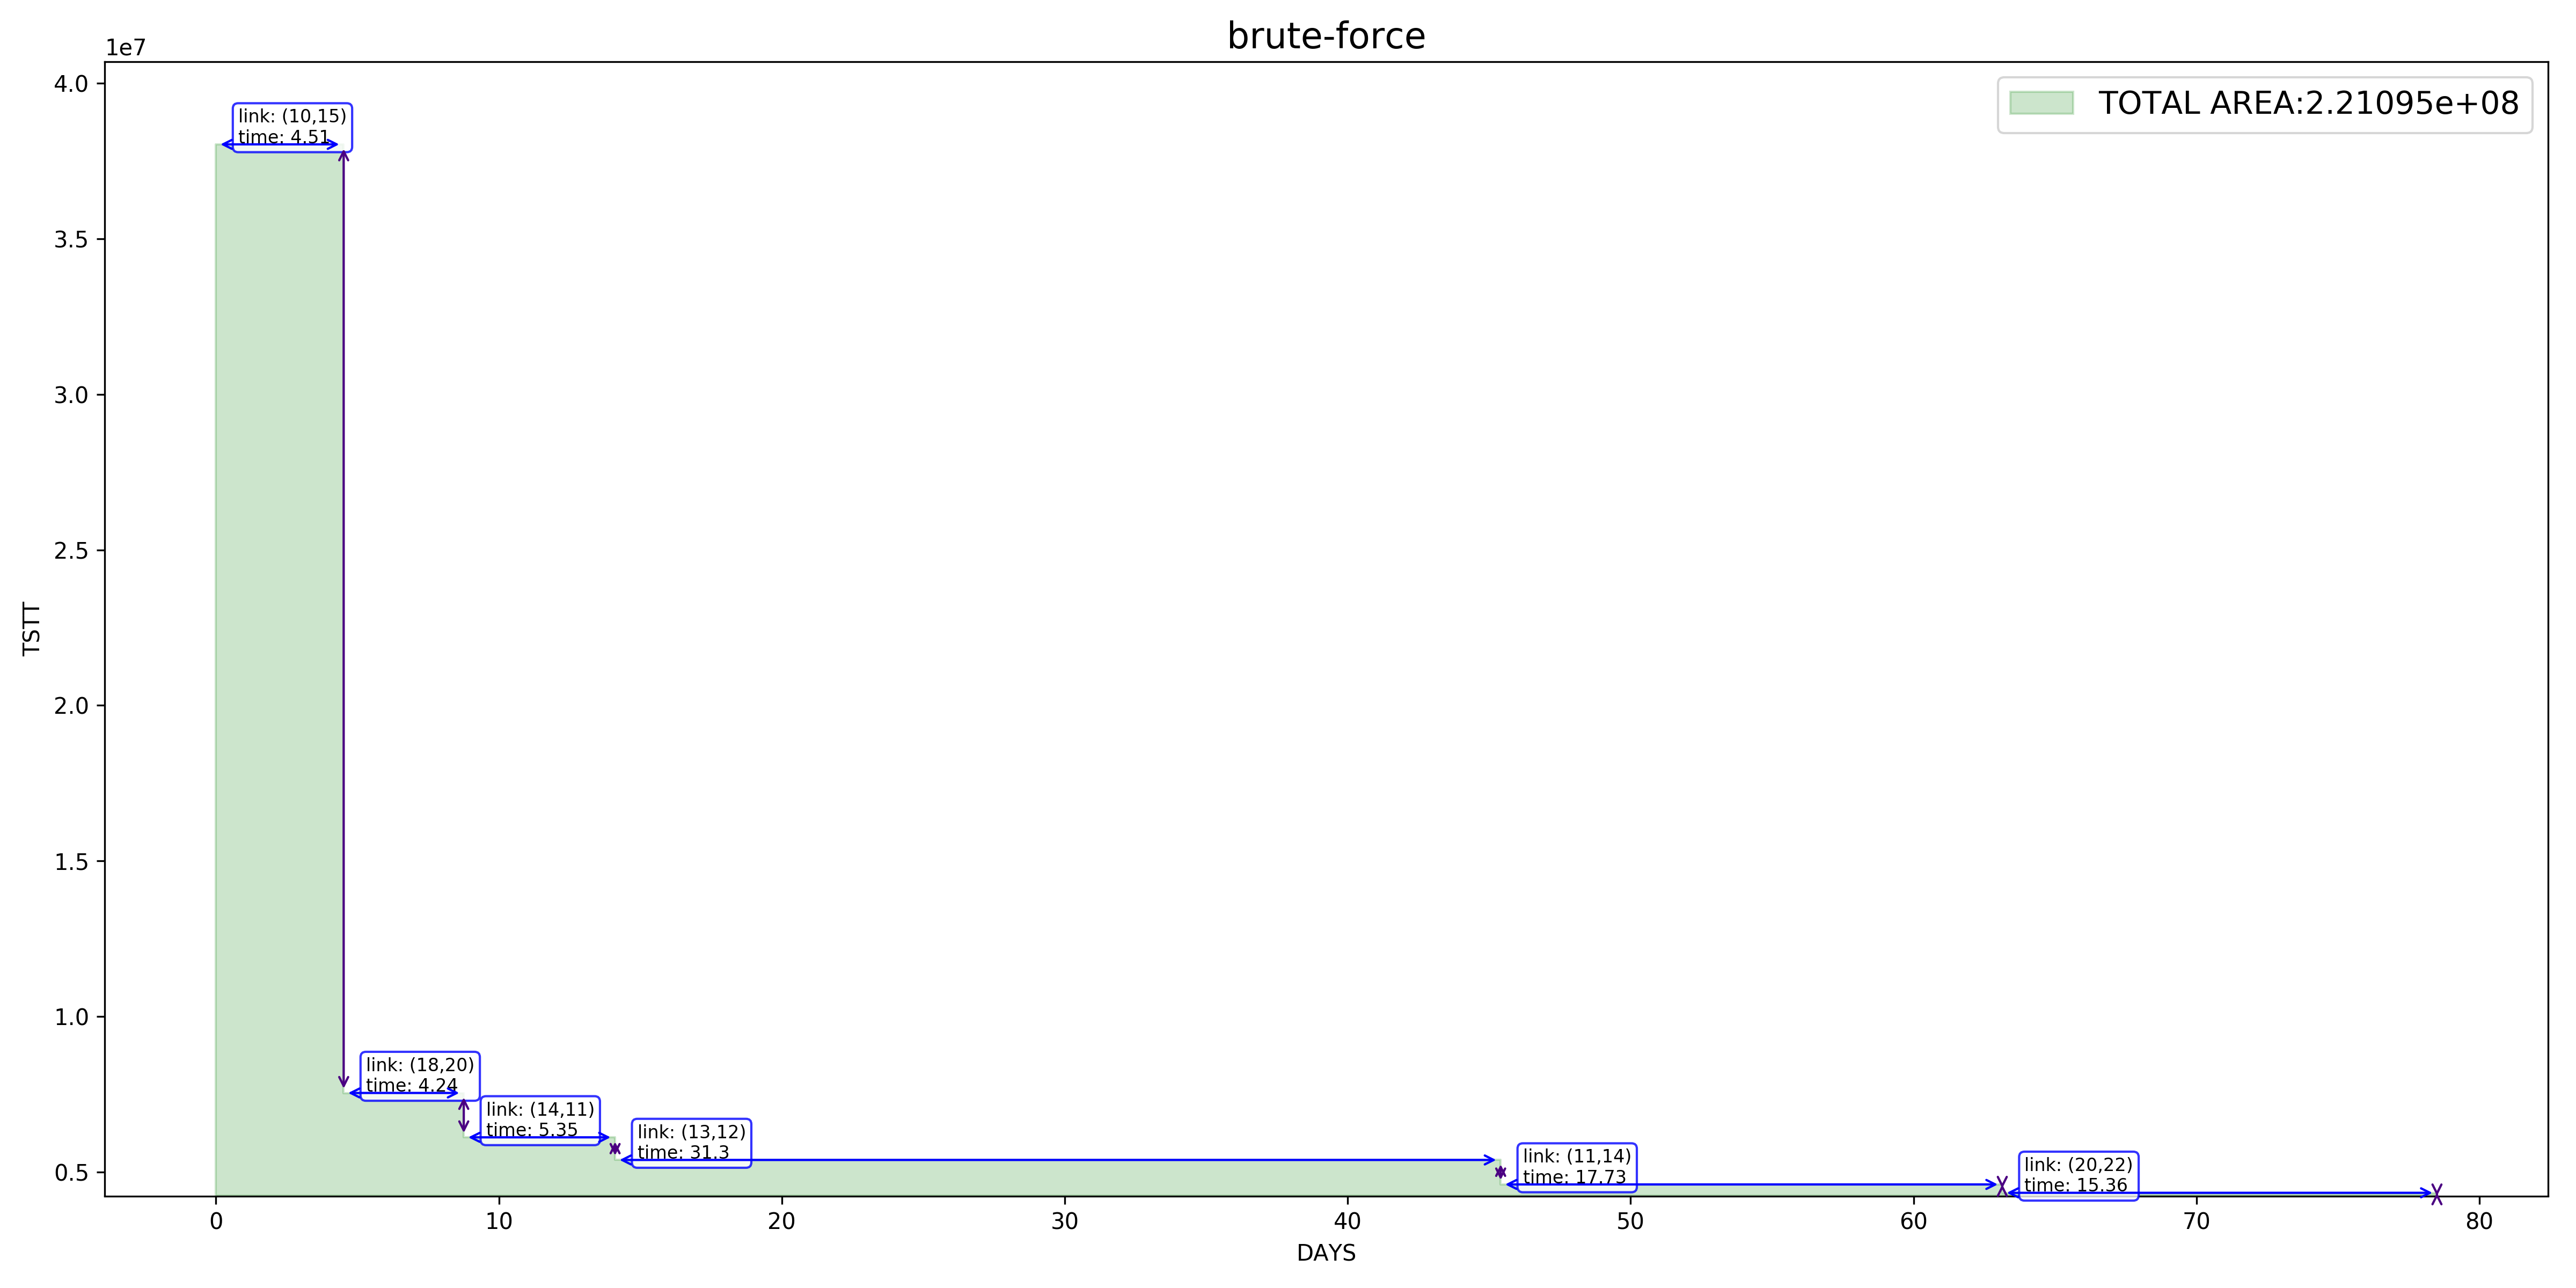 brute-force
1e7
4.0
3.5
3.0
2.5
2.0
1.5
1.0
0.5
TSTT
TOTAL AREA:2.21095e+08
link: (10,15)
time: 4.51
link: (18,20)
time: 4.24
link: (14,11)
time: 5.35
link: (13,12)
time: 31.3
link: (11,14)
time: 17.73
link: (20,22)
time: 15.36
0 10 20 30 40 50 60 70 80
DAYS